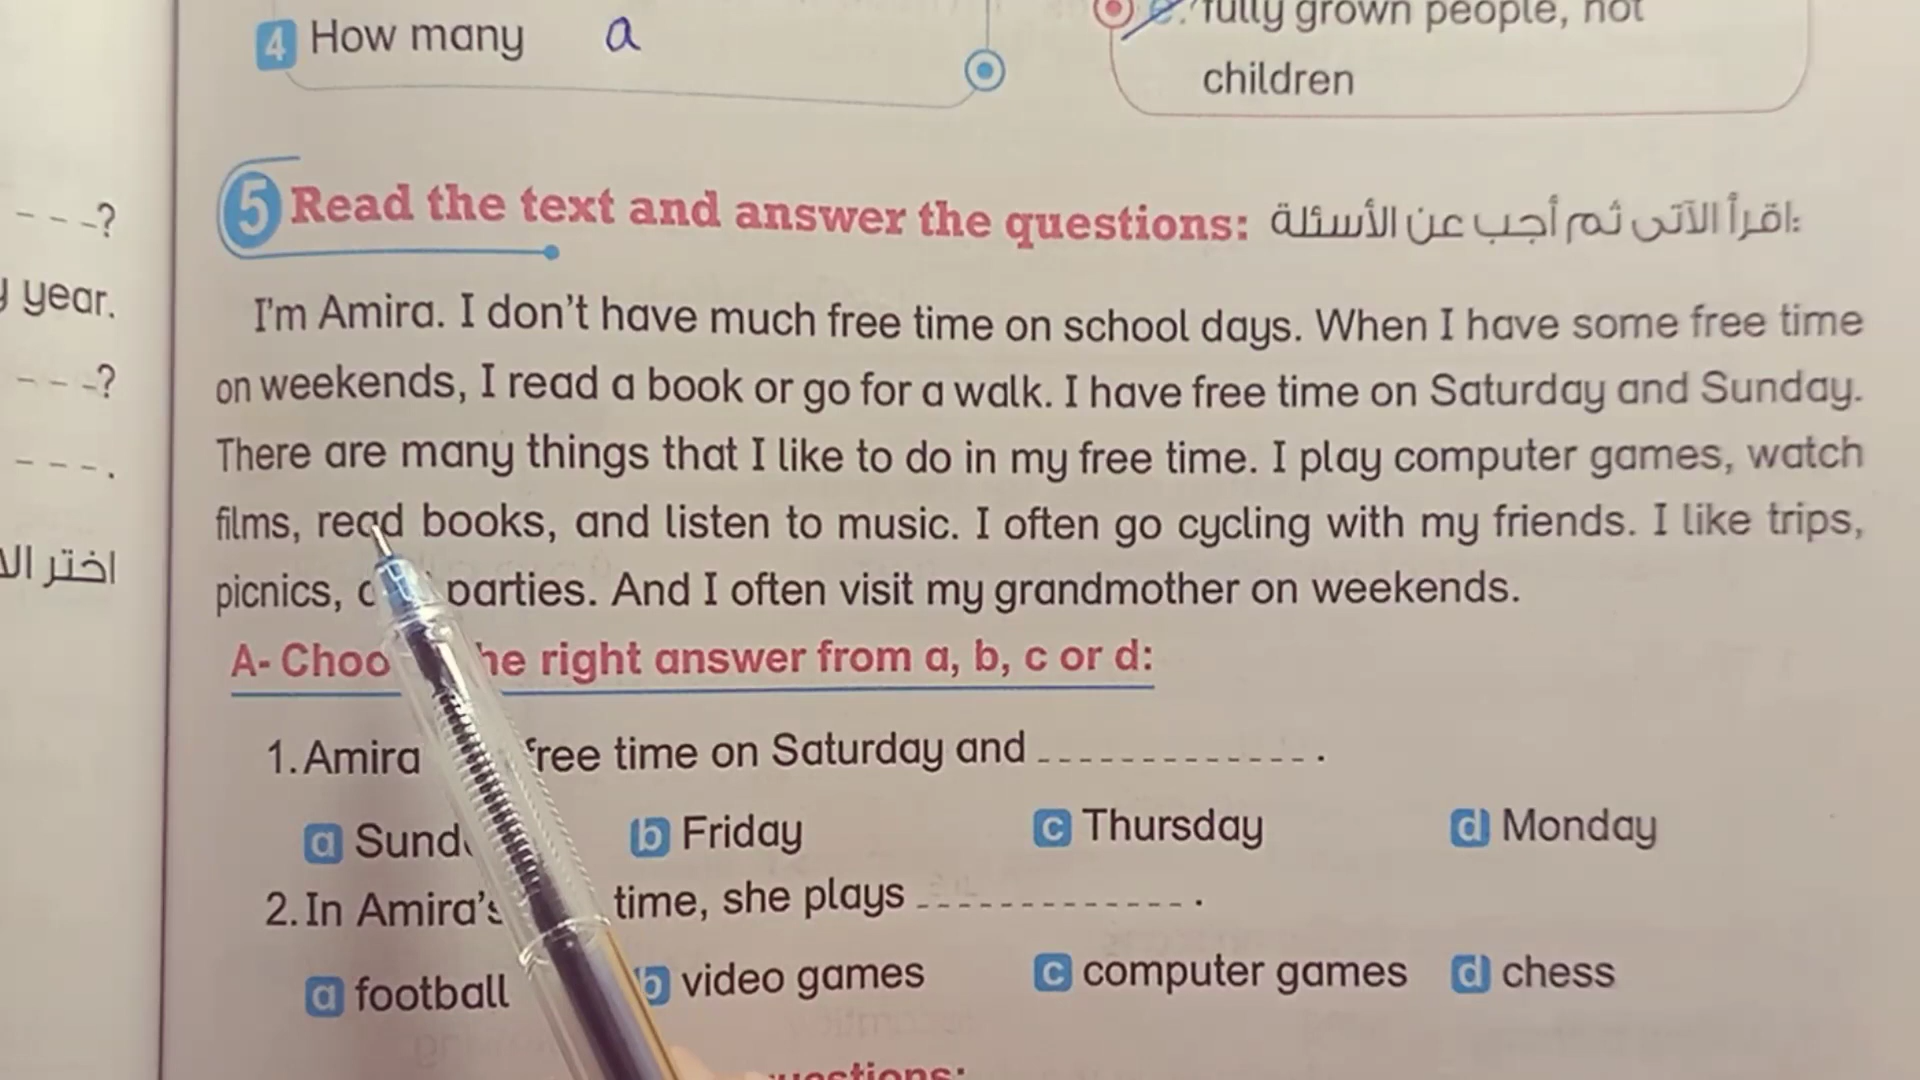 4 How many a
fully grown people, not
children
5 Read the text and answer the questions: اقرأ الآتى ثم أجب عن الأسئلة:
I'm Amira. I don't have much free time on school days. When I have some free time
on weekends, I read a book or go for a walk. I have free time on Saturday and Sunday.
There are many things that I like to do in my free time. I play computer games, watch
films, read books, and listen to music. I often go cycling with my friends. I like trips,
picnics, parties. And I often visit my grandmother on weekends.
A- right answer from a, b, c or d:
1. Amira free time on Saturday and ------------- .
a b Friday c Thursday d Monday
2. In Amira's time, she plays ------------- .
a football b video games c computer games d chess
- - -?
year.
- - -?
- - - .
اختر